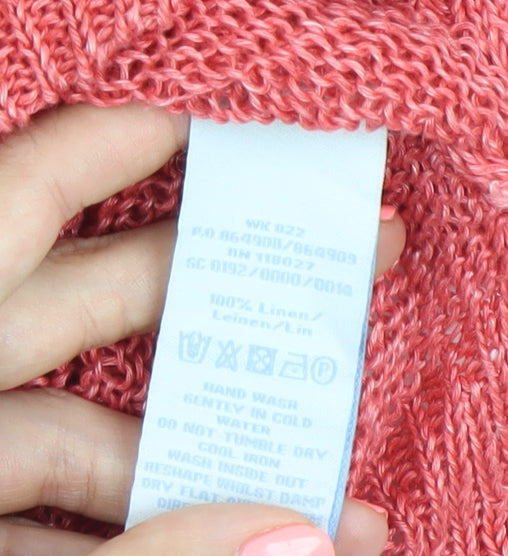 WK 022
P.O 864908/864909
RN 118027
SC 0192/0000/0014
100% Linen/
Leinen/Lin
P
HAND WASH
GENTLY IN COLD
WATER
DO NOT TUMBLE DRY
COOL IRON
WASH INSIDE OUT
RESHAPE WHILST DAMP
DRY FLAT